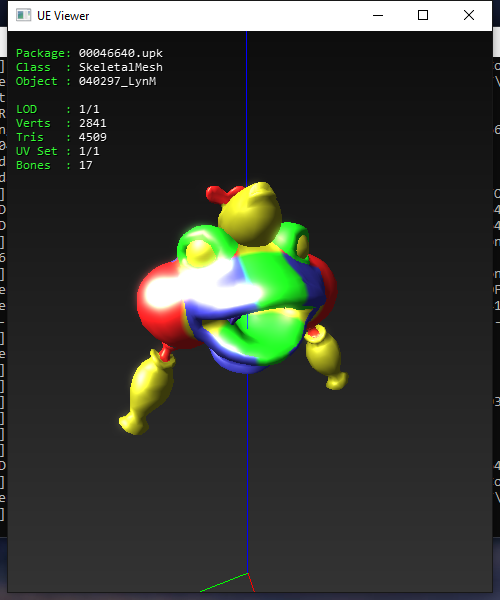 UE Viewer
Package: 00046640.upk
Class  : SkeletalMesh
Object : 040297_LynM
LOD    : 1/1
Verts  : 2841
Tris   : 4509
UV Set : 1/1
Bones  : 17